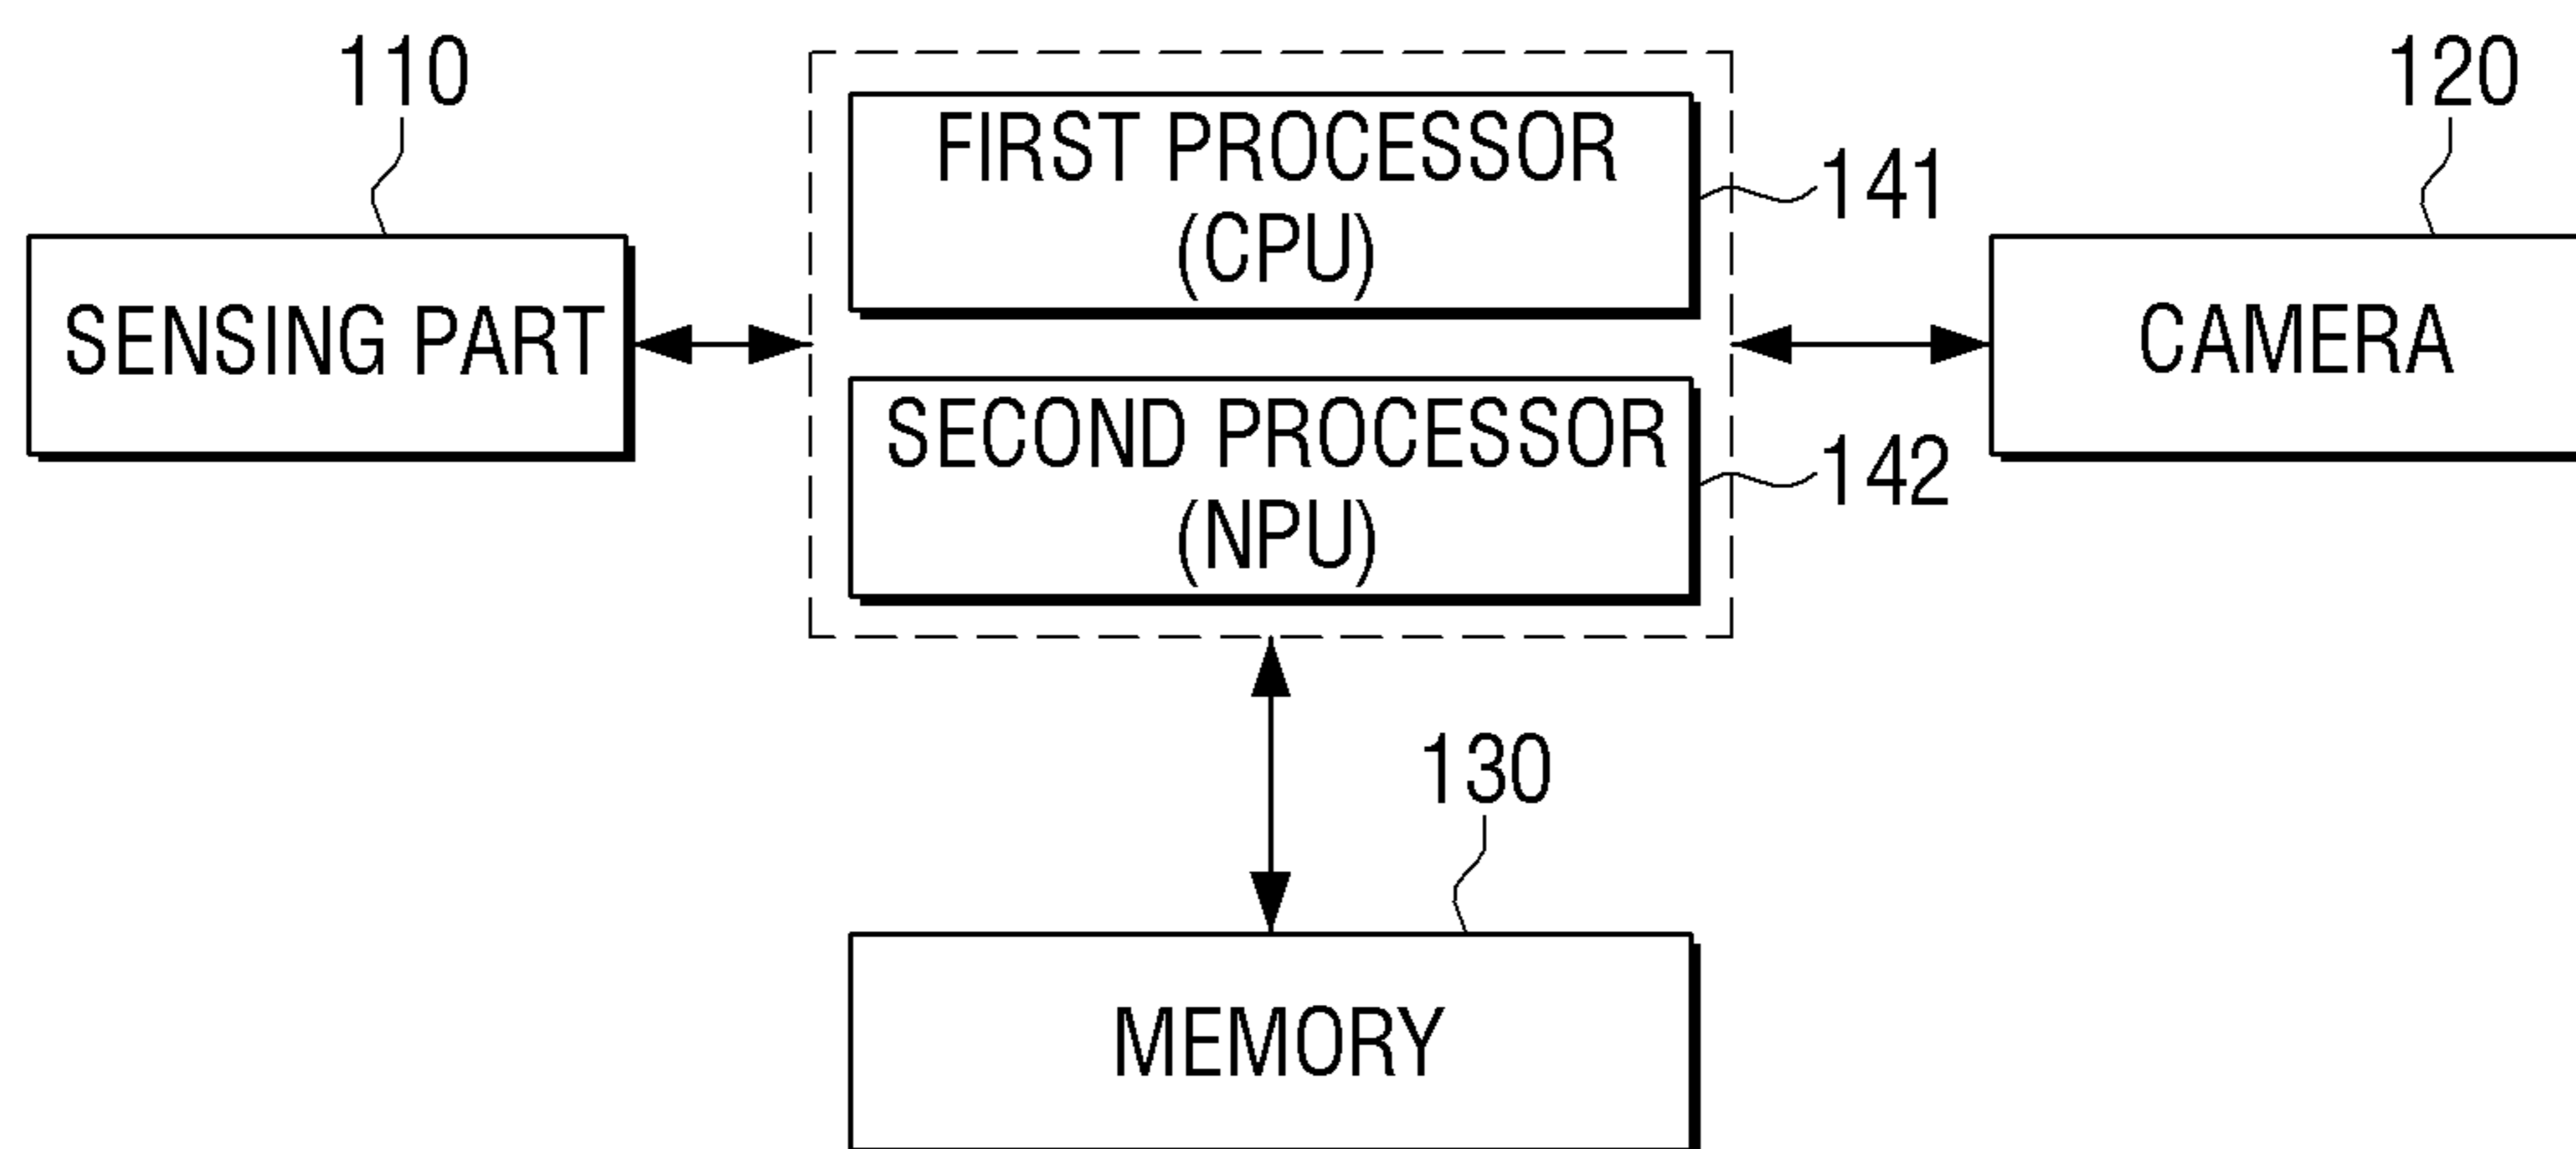 110
120
FIRST PROCESSOR
(CPU)
141
SENSING PART
CAMERA
SECOND PROCESSOR
(NPU)
142
130
MEMORY